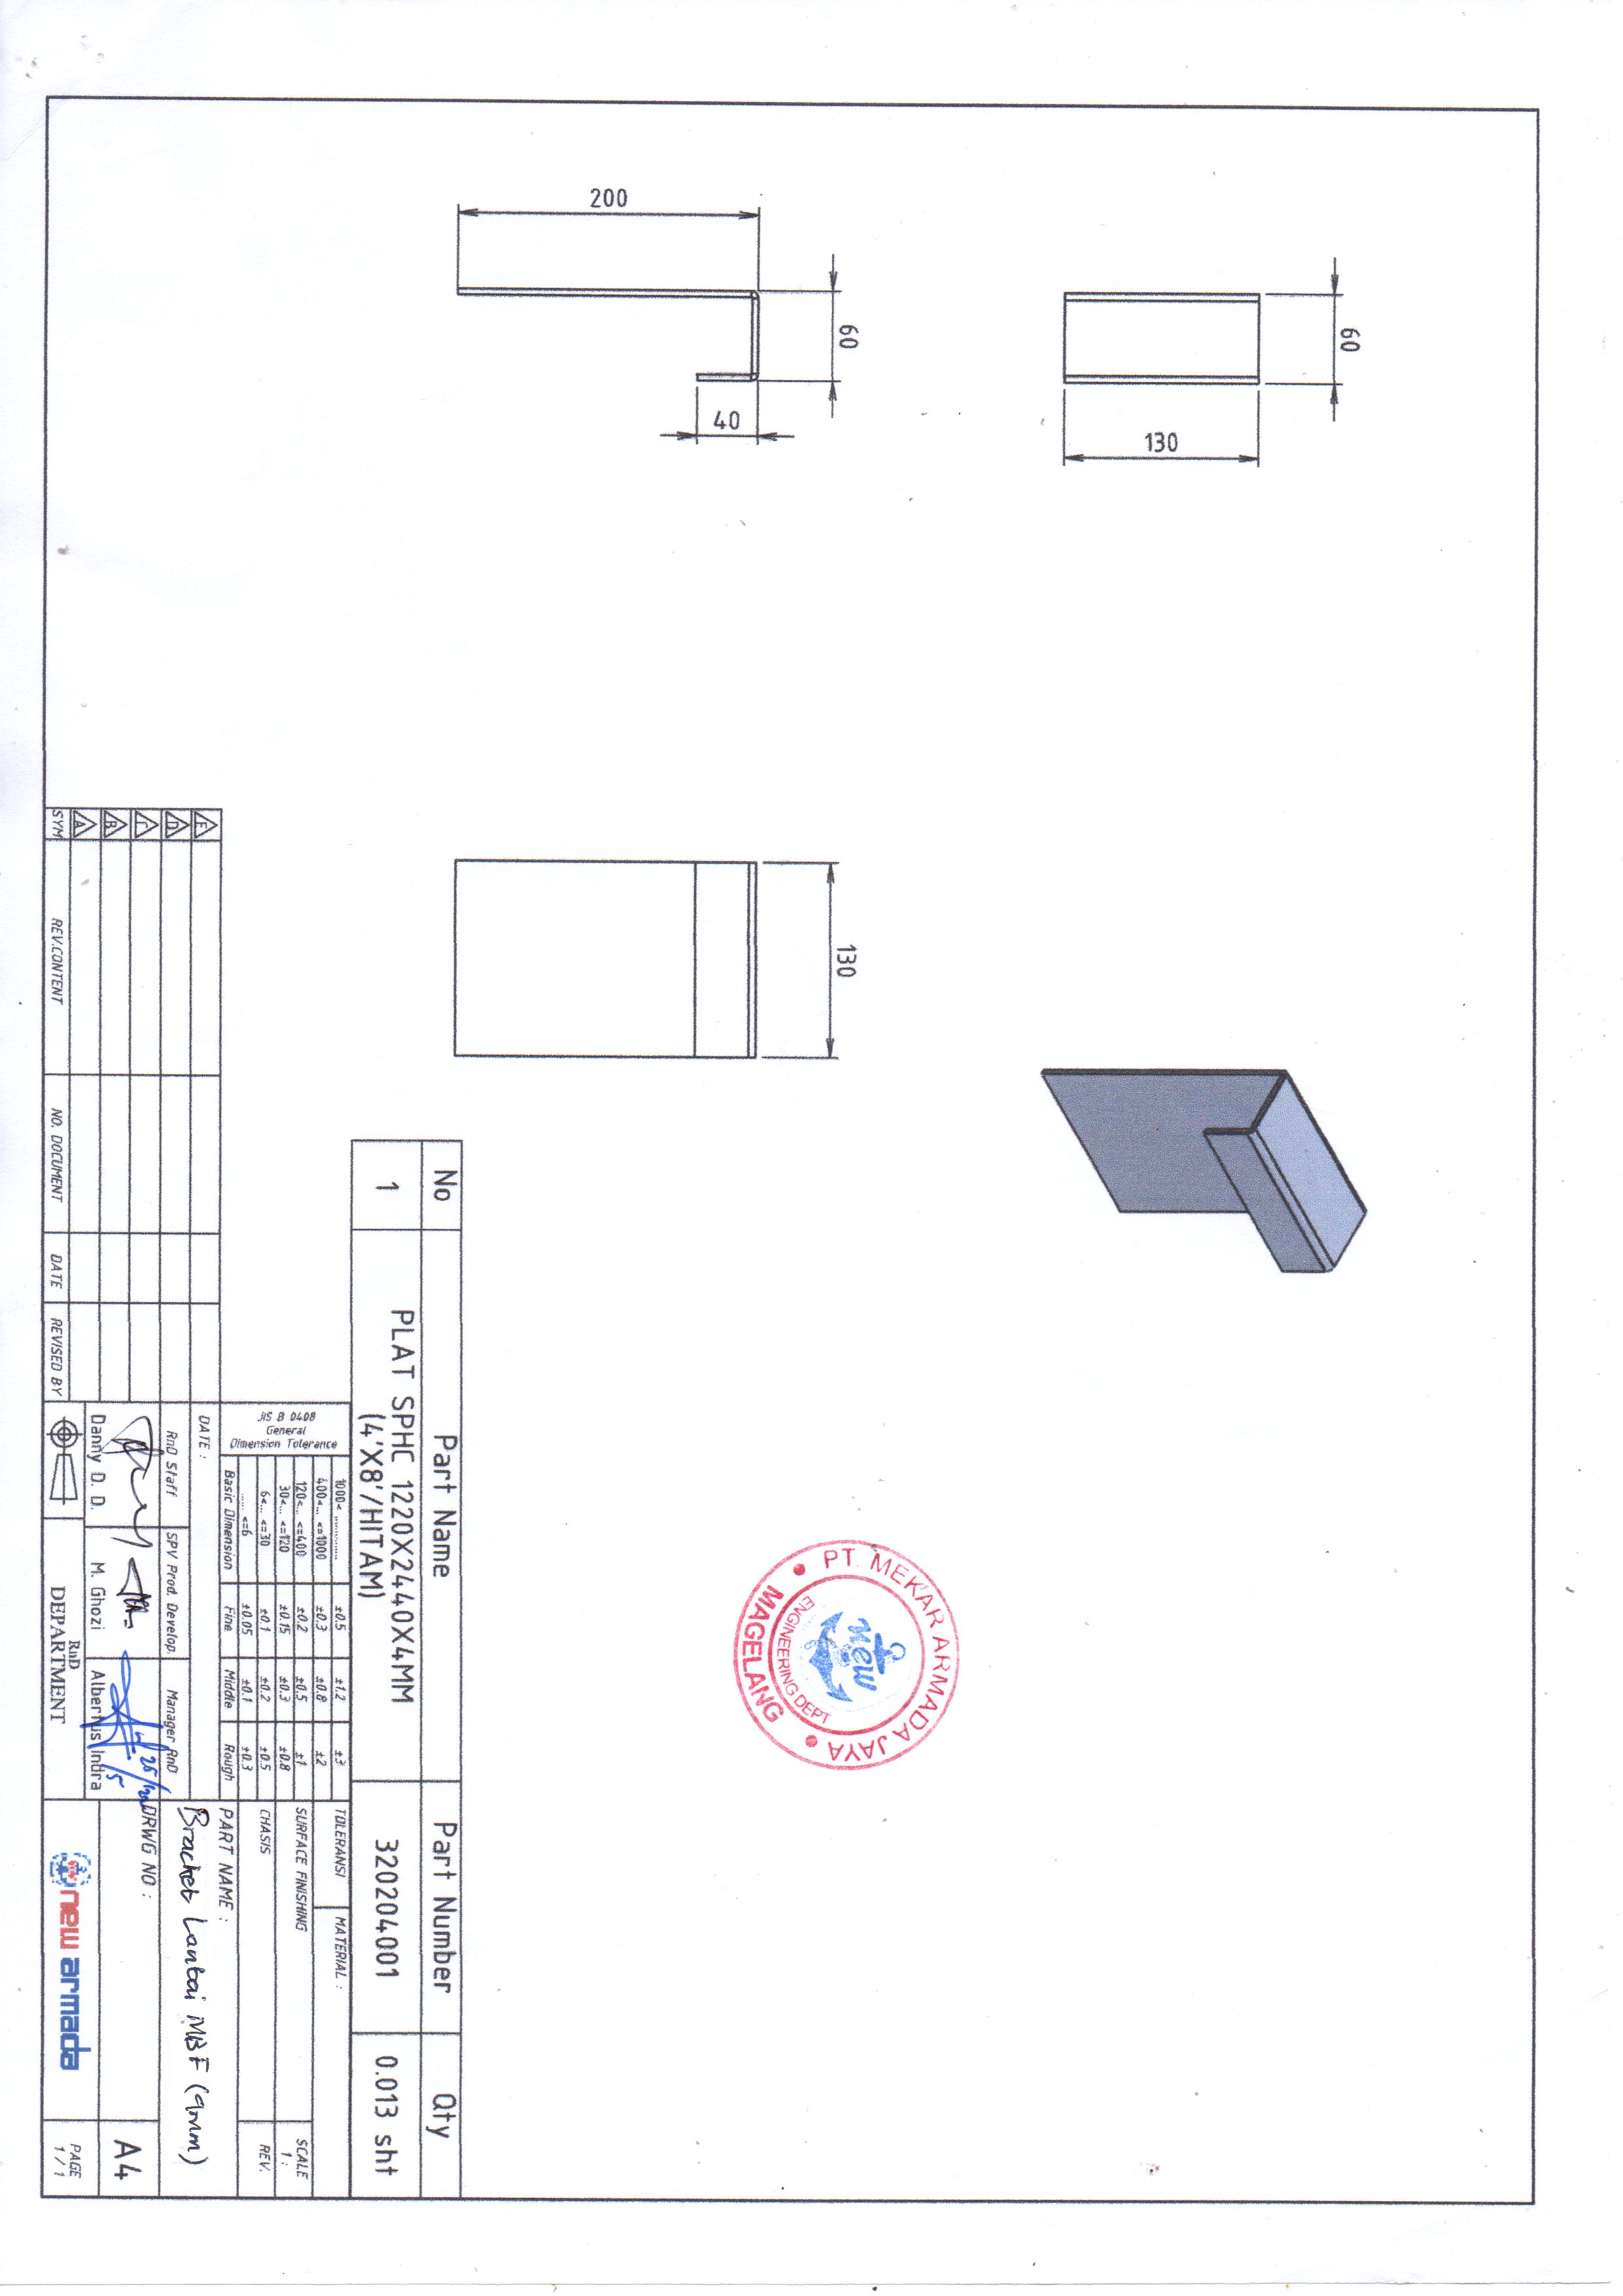 60
130
60
40
200
130
PT. MEKAR ARMADA JAYA
new
ENGINEERING DEPT
MAGELANG
No Part Name Part Number Qty
1 PLAT SPHC 1220X2440X4MM (4'X8'/HITAM) 320204001 0.013 sht
JIS B 0408
General
Dimension Tolerance
1000< .............. ±0.5 ±1.2 ±3
400<... <=1000 ±0.3 ±0.8 ±2
120<... <=400 ±0.2 ±0.5 ±1
30<... <=120 ±0.15 ±0.3 ±0.8
6<... <=30 ±0.1 ±0.2 ±0.5
...... <=6 ±0.05 ±0.1 ±0.3
Basic Dimension Fine Middle Rough
TOLERANSI MATERIAL :
SURFACE FINISHING
SCALE
1 :
CHASIS
REV.
PART NAME :
Bracket Lantai MBF (9mm)
DATE :
RnD Staff SPV Prod. Develop. Manager RnD
Danny D. D. M. Ghozi Albertus Indra
DRWG NO :
A4
RnD
DEPARTMENT
new armada
PAGE
1 / 1
E
D
C
B
A
SYM REV.CONTENT NO. DOCUMENT DATE REVISED BY